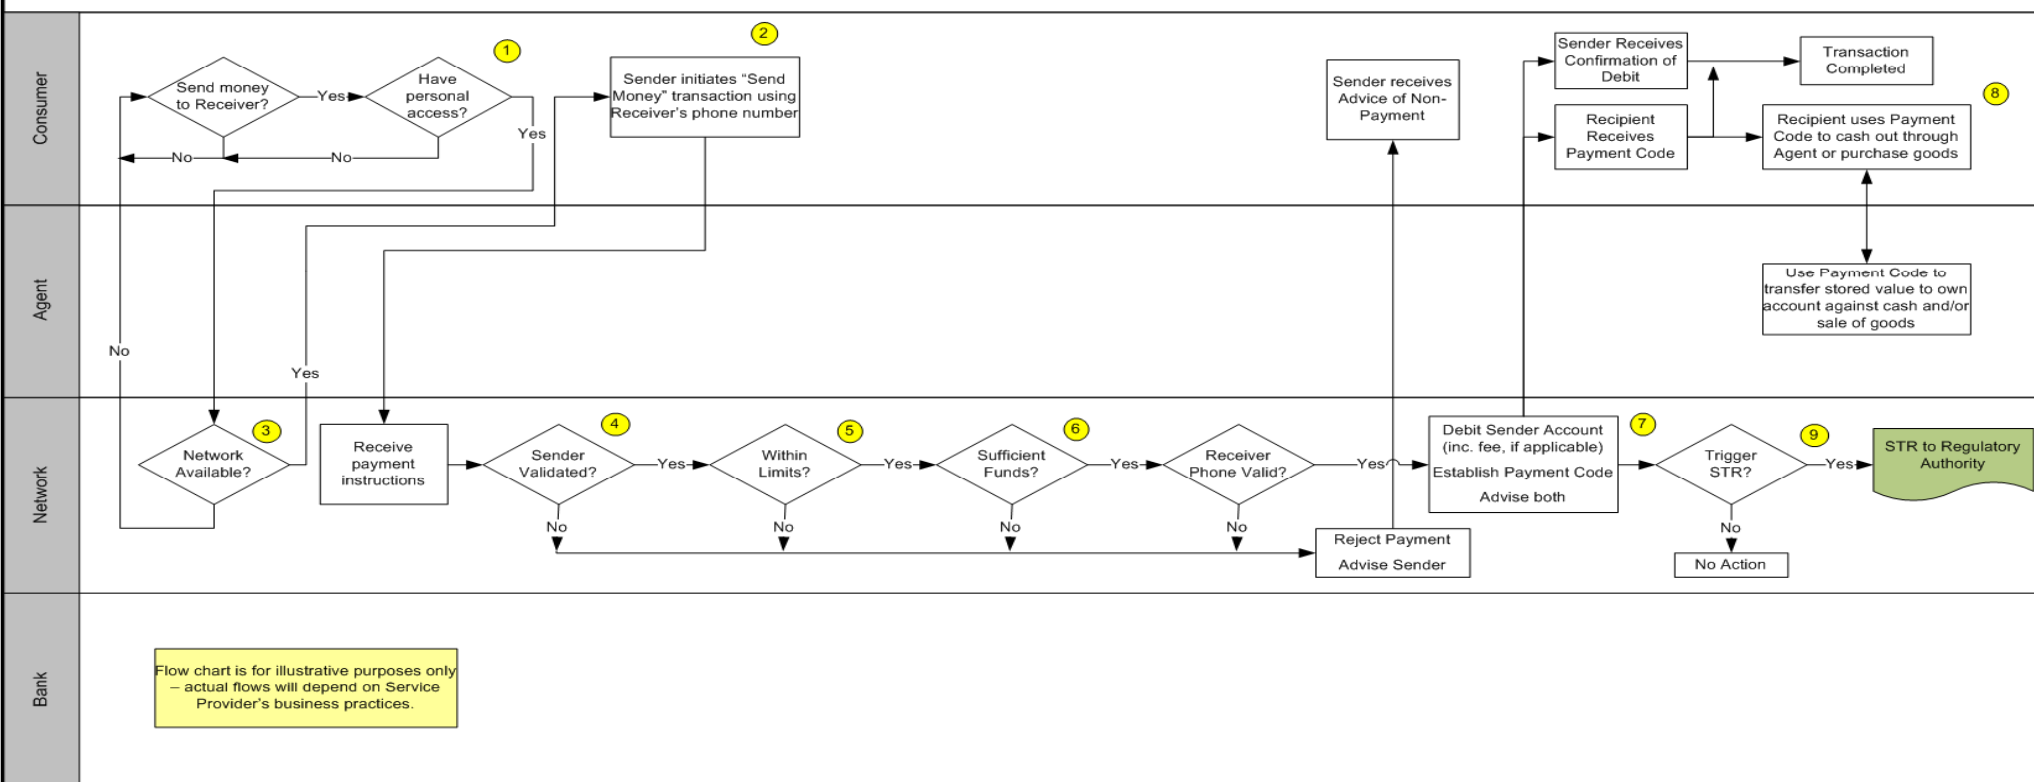 Consumer
1
2
Send money
to Receiver?
Yes
Have
personal
access?
Yes
No
No
Sender initiates “Send
Money” transaction using
Receiver’s phone number
Sender receives
Advice of Non-
Payment
Sender Receives
Confirmation of
Debit
Transaction
Completed
8
Recipient
Receives
Payment Code
Recipient uses Payment
Code to cash out through
Agent or purchase goods
Agent
No
Yes
Use Payment Code to
transfer stored value to own
account against cash and/or
sale of goods
Network
3
Network
Available?
Receive
payment
instructions
4
Sender
Validated?
Yes
No
5
Within
Limits?
Yes
No
6
Sufficient
Funds?
Yes
No
Receiver
Phone Valid?
Yes
No
Reject Payment
Advise Sender
7
Debit Sender Account
(inc. fee, if applicable)
Establish Payment Code
Advise both
9
Trigger
STR?
Yes
No
No Action
STR to Regulatory
Authority
Bank
Flow chart is for illustrative purposes only
– actual flows will depend on Service
Provider’s business practices.